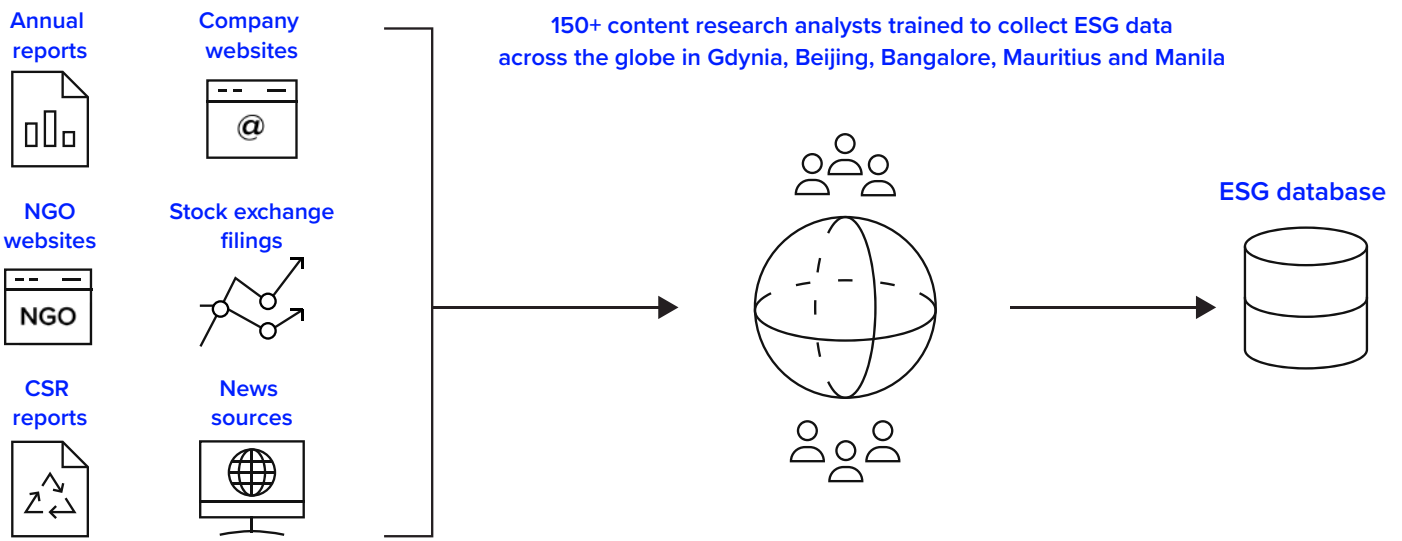 Annual
reports
Company
websites
150+ content research analysts trained to collect ESG data
across the globe in Gdynia, Beijing, Bangalore, Mauritius and Manila
@
NGO
websites
Stock exchange
filings
NGO
ESG database
CSR
reports
News
sources